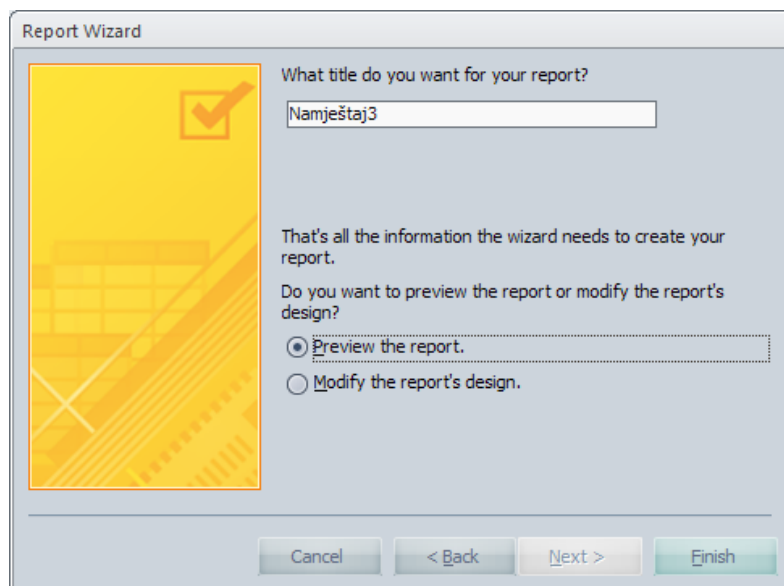 Report Wizard
What title do you want for your report?
Namještaj3
That's all the information the wizard needs to create your
report.
Do you want to preview the report or modify the report's
design?
Preview the report.
Modify the report's design.
Cancel
< Back
Next >
Finish